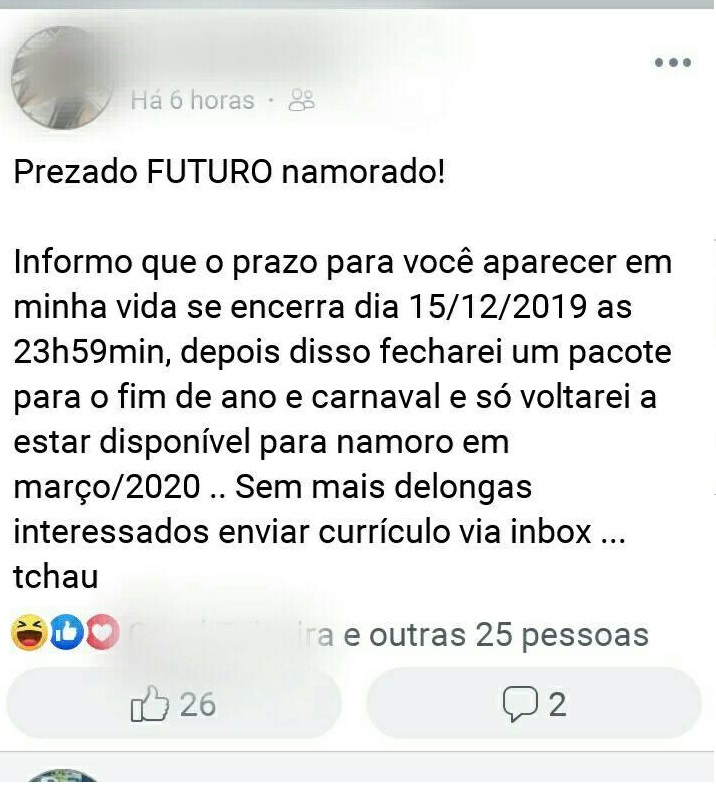 Há 6 horas ·
Prezado FUTURO namorado!
Informo que o prazo para você aparecer em
minha vida se encerra dia 15/12/2019 as
23h59min, depois disso fecharei um pacote
para o fim de ano e carnaval e só voltarei a
estar disponível para namoro em
março/2020 .. Sem mais delongas
interessados enviar currículo via inbox ...
tchau
ra e outras 25 pessoas
26
2